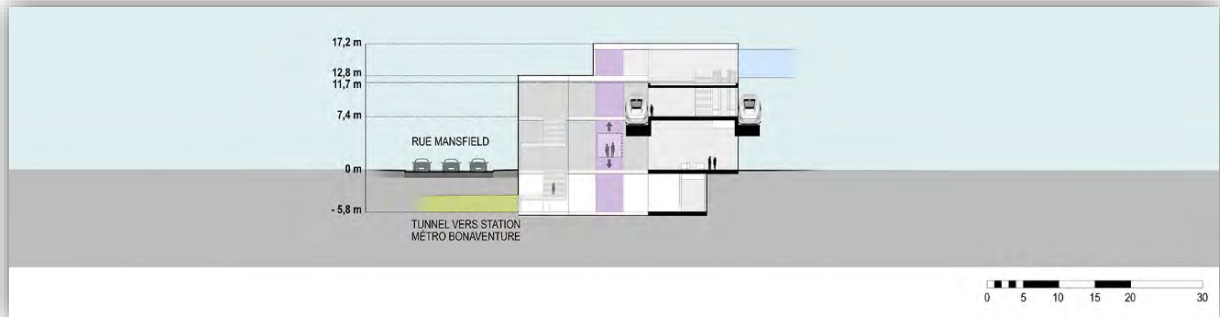 17,2 m
12,8 m
11,7 m
7,4 m
RUE MANSFIELD
0 m
- 5,8 m
TUNNEL VERS STATION
MÉTRO BONAVENTURE
0 5 10 15 20 30